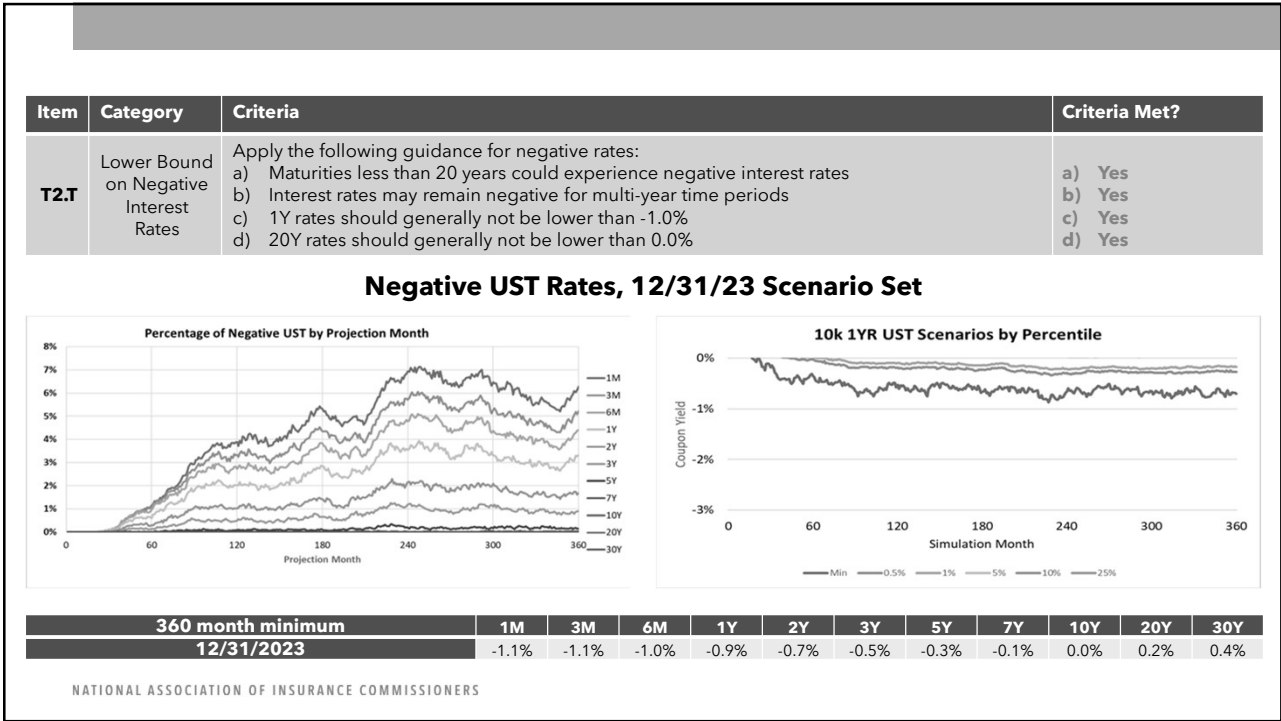 Item Category Criteria Criteria Met?
T2.T
Lower Bound
on Negative
Interest
Rates
Apply the following guidance for negative rates:
a) Maturities less than 20 years could experience negative interest rates
b) Interest rates may remain negative for multi-year time periods
c) 1Y rates should generally not be lower than -1.0%
d) 20Y rates should generally not be lower than 0.0%
a) Yes
b) Yes
c) Yes
d) Yes
Negative UST Rates, 12/31/23 Scenario Set
Percentage of Negative UST by Projection Month
8%
7%
6%
5%
4%
3%
2%
1%
0%
0 60 120 180 240 300 360
Projection Month
1M
3M
6M
1Y
2Y
3Y
5Y
7Y
10Y
20Y
30Y
10k 1YR UST Scenarios by Percentile
0%
-1%
-2%
-3%
Coupon Yield
0 60 120 180 240 300 360
Simulation Month
Min 0.5% 1% 5% 10% 25%
360 month minimum 1M 3M 6M 1Y 2Y 3Y 5Y 7Y 10Y 20Y 30Y
12/31/2023 -1.1% -1.1% -1.0% -0.9% -0.7% -0.5% -0.3% -0.1% 0.0% 0.2% 0.4%
NATIONAL ASSOCIATION OF INSURANCE COMMISSIONERS